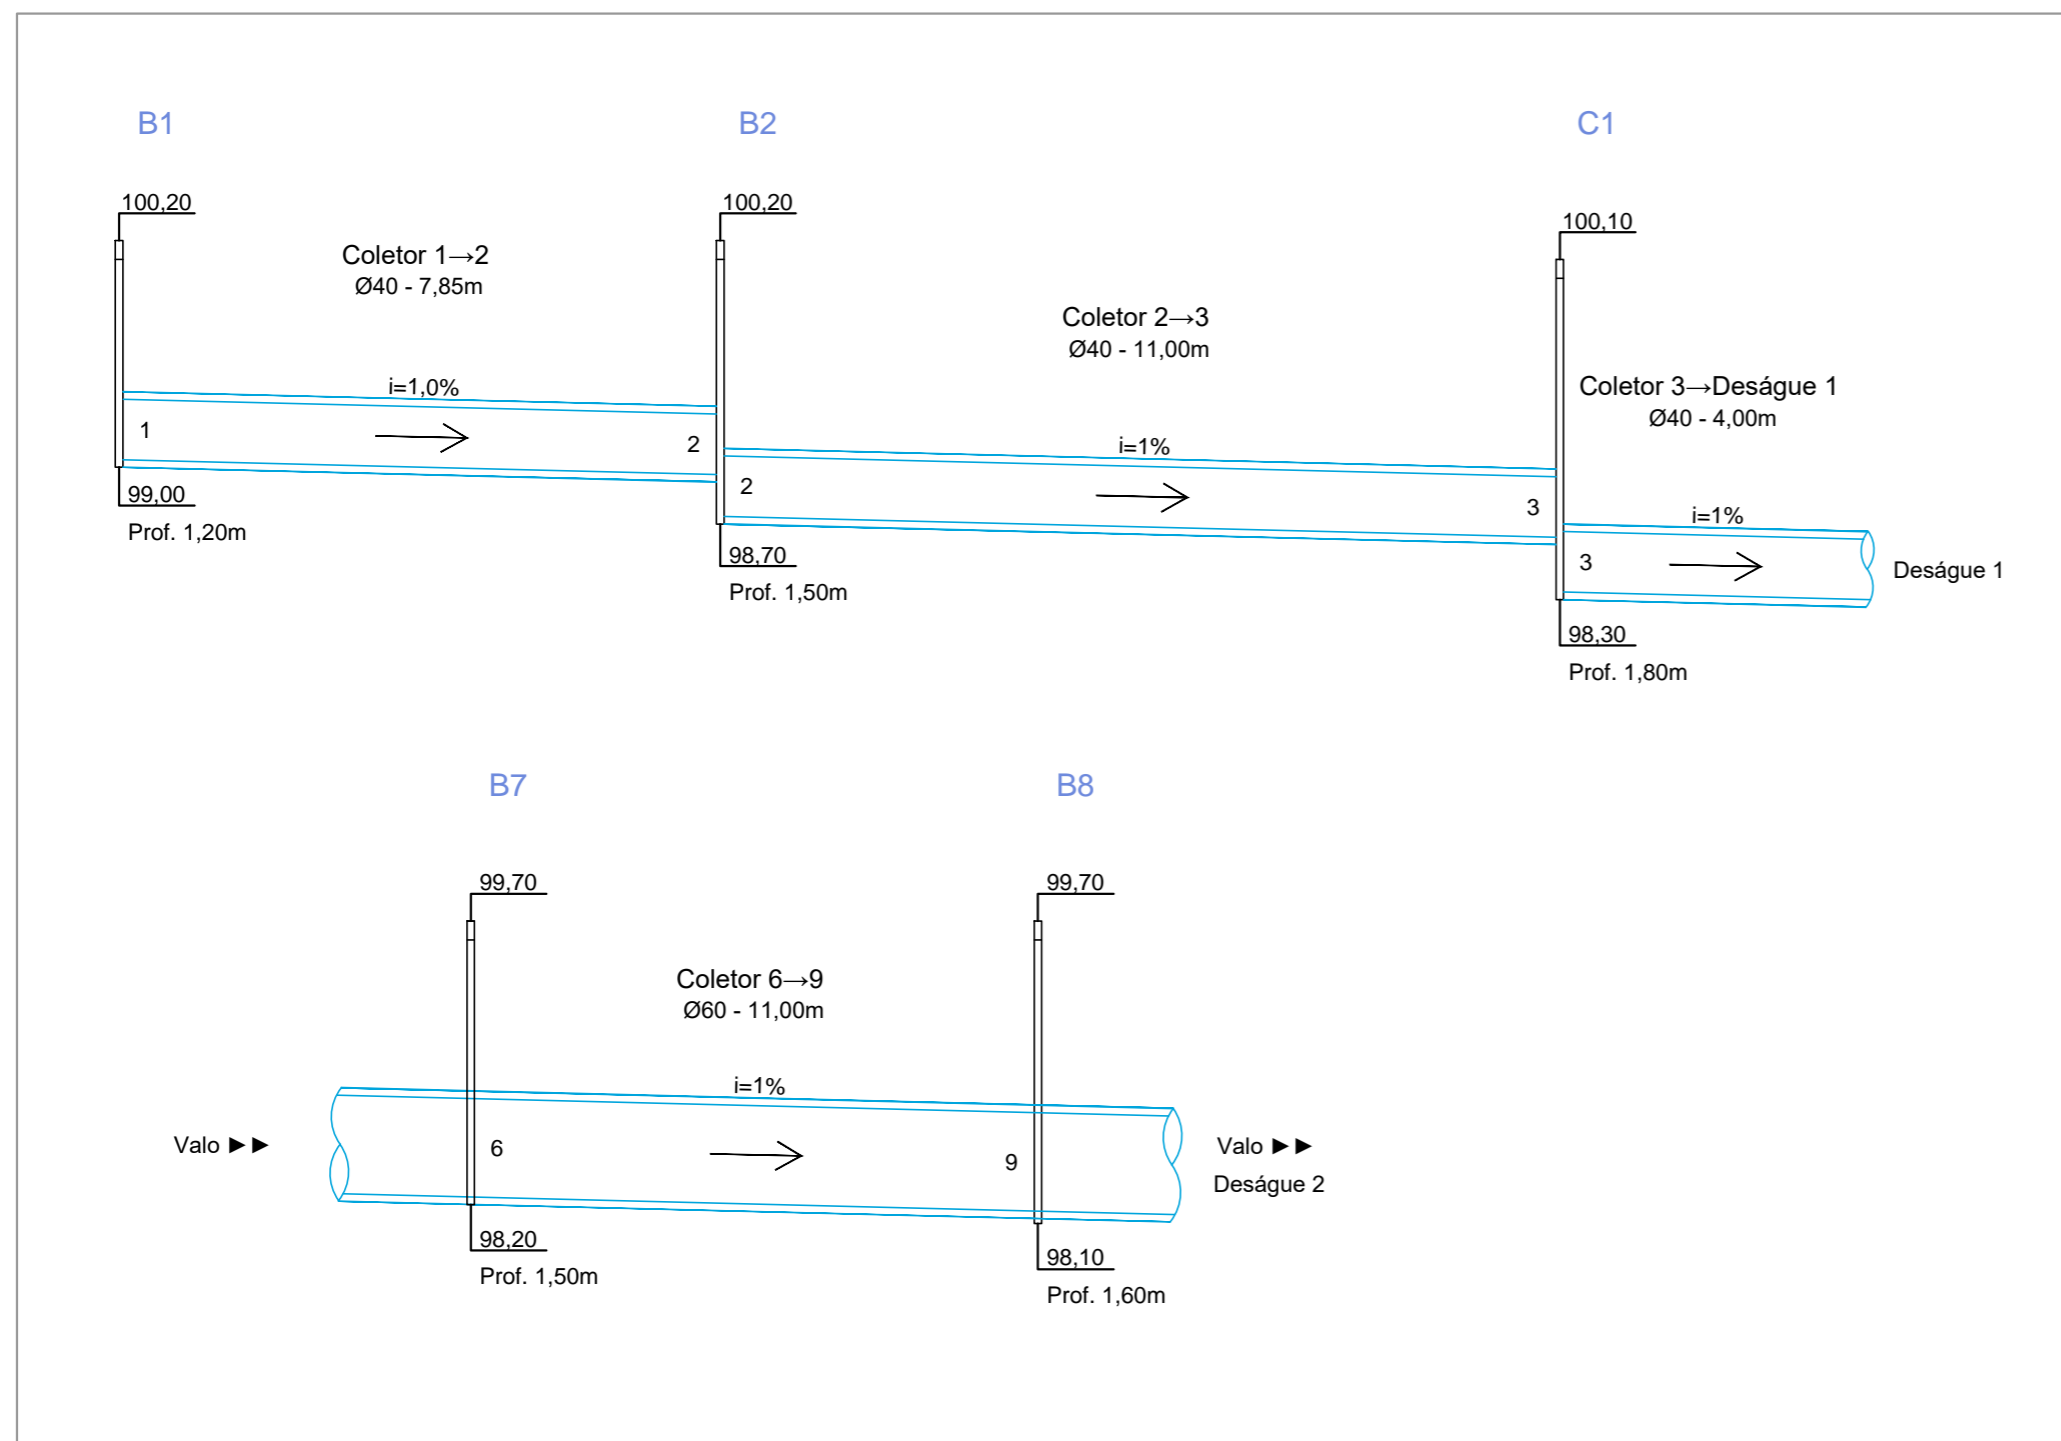 B1
B2
C1
100,20
100,20
100,10
Coletor 1→2
Ø40 - 7,85m
Coletor 2→3
Ø40 - 11,00m
Coletor 3→Deságue 1
Ø40 - 4,00m
i=1,0%
i=1%
i=1%
1
2
2
3
3
Deságue 1
99,00
Prof. 1,20m
98,70
Prof. 1,50m
98,30
Prof. 1,80m
B7
B8
99,70
99,70
Coletor 6→9
Ø60 - 11,00m
i=1%
Valo ►►
6
9
Valo ►►
Deságue 2
98,20
Prof. 1,50m
98,10
Prof. 1,60m